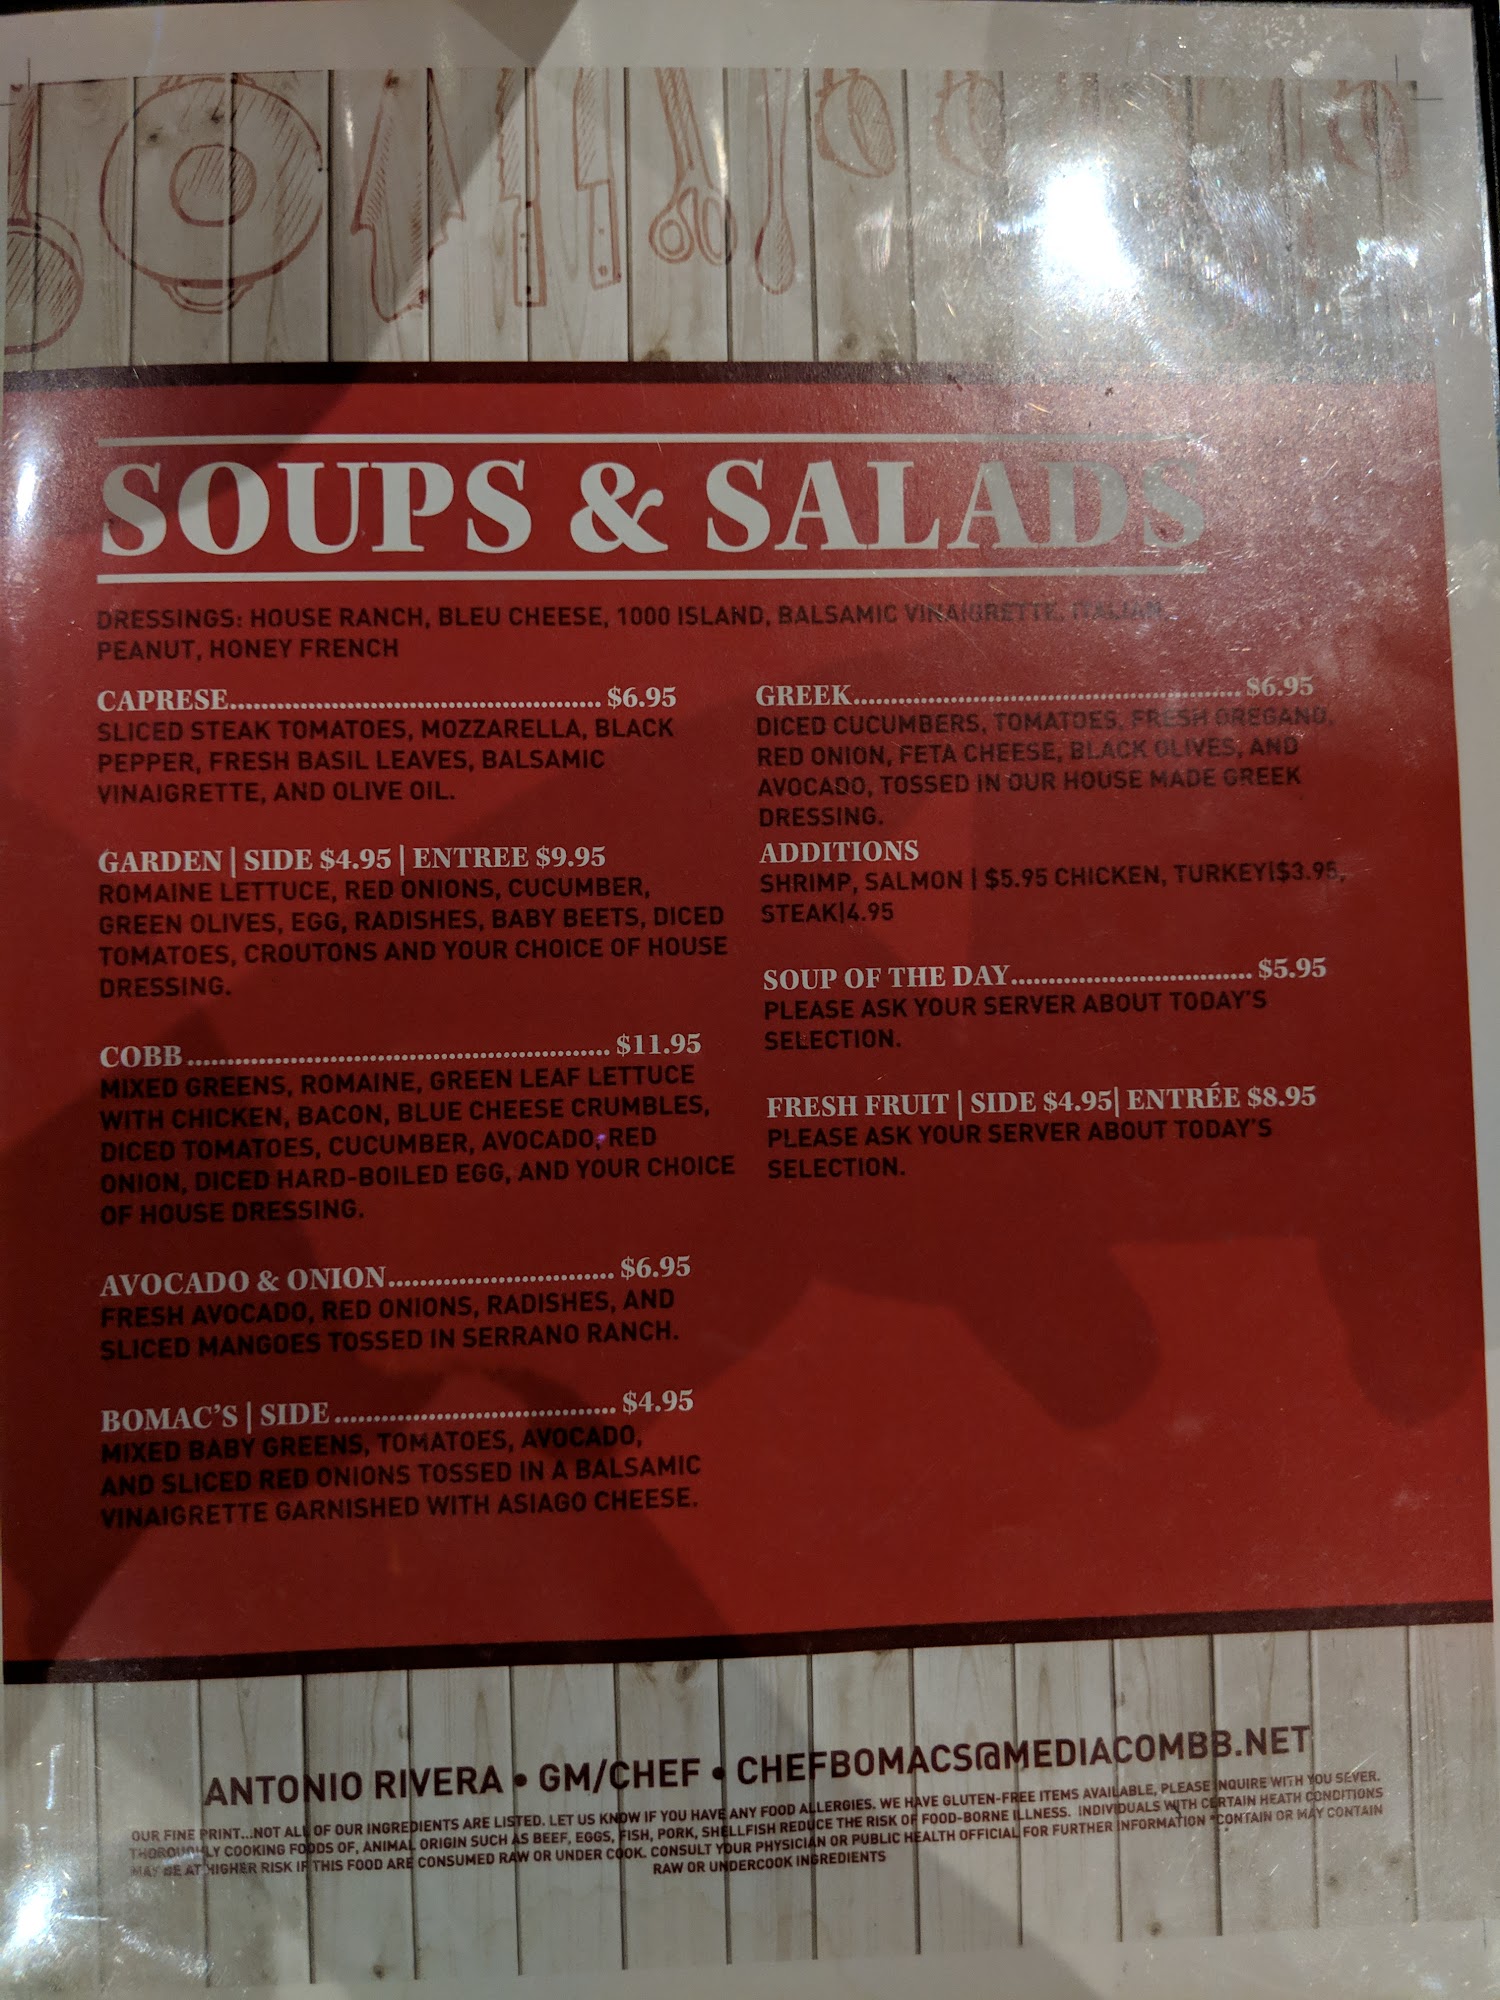 SOUPS & SALADS
DRESSINGS: HOUSE RANCH, BLEU CHEESE, 1000 ISLAND, BALSAMIC VINAIGRETTE, ITALIAN,
PEANUT, HONEY FRENCH
CAPRESE................................................ $6.95
SLICED STEAK TOMATOES, MOZZARELLA, BLACK
PEPPER, FRESH BASIL LEAVES, BALSAMIC
VINAIGRETTE, AND OLIVE OIL.
GARDEN | SIDE $4.95 | ENTREE $9.95
ROMAINE LETTUCE, RED ONIONS, CUCUMBER,
GREEN OLIVES, EGG, RADISHES, BABY BEETS, DICED
TOMATOES, CROUTONS AND YOUR CHOICE OF HOUSE
DRESSING.
COBB...................................................... $11.95
MIXED GREENS, ROMAINE, GREEN LEAF LETTUCE
WITH CHICKEN, BACON, BLUE CHEESE CRUMBLES,
DICED TOMATOES, CUCUMBER, AVOCADO, RED
ONION, DICED HARD-BOILED EGG, AND YOUR CHOICE
OF HOUSE DRESSING.
AVOCADO & ONION............................. $6.95
FRESH AVOCADO, RED ONIONS, RADISHES, AND
SLICED MANGOES TOSSED IN SERRANO RANCH.
BOMAC'S | SIDE .................................... $4.95
MIXED BABY GREENS, TOMATOES, AVOCADO,
AND SLICED RED ONIONS TOSSED IN A BALSAMIC
VINAIGRETTE GARNISHED WITH ASIAGO CHEESE.
GREEK.................................................. $6.95
DICED CUCUMBERS, TOMATOES, FRESH OREGANO,
RED ONION, FETA CHEESE, BLACK OLIVES, AND
AVOCADO, TOSSED IN OUR HOUSE MADE GREEK
DRESSING.
ADDITIONS
SHRIMP, SALMON | $5.95 CHICKEN, TURKEY|$3.95,
STEAK|4.95
SOUP OF THE DAY............................... $5.95
PLEASE ASK YOUR SERVER ABOUT TODAY'S
SELECTION.
FRESH FRUIT | SIDE $4.95| ENTRÉE $8.95
PLEASE ASK YOUR SERVER ABOUT TODAY'S
SELECTION.
ANTONIO RIVERA • GM/CHEF • CHEFBOMACS@MEDIACOMBB.NET
OUR FINE PRINT...NOT ALL OF OUR INGREDIENTS ARE LISTED. LET US KNOW IF YOU HAVE ANY FOOD ALLERGIES. WE HAVE GLUTEN-FREE ITEMS AVAILABLE, PLEASE INQUIRE WITH YOU SEVER.
THOROUGHLY COOKING FOODS OF, ANIMAL ORIGIN SUCH AS BEEF, EGGS, FISH, PORK, SHELLFISH REDUCE THE RISK OF FOOD-BORNE ILLNESS. INDIVIDUALS WITH CERTAIN HEATH CONDITIONS
MAY BE AT HIGHER RISK IF THIS FOOD ARE CONSUMED RAW OR UNDER COOK. CONSULT YOUR PHYSICIAN OR PUBLIC HEALTH OFFICIAL FOR FURTHER INFORMATION *CONTAIN OR MAY CONTAIN
RAW OR UNDERCOOK INGREDIENTS